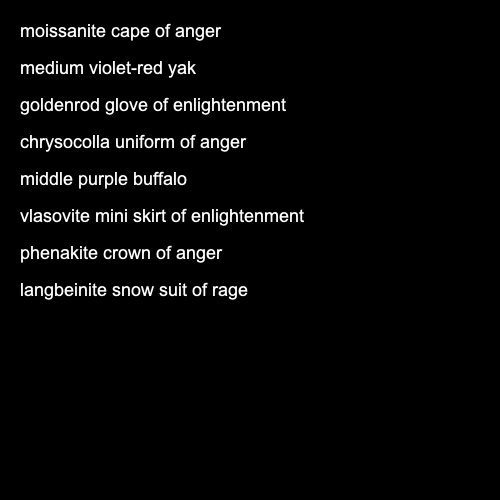 moissanite cape of anger
medium violet-red yak
goldenrod glove of enlightenment
chrysocolla uniform of anger
middle purple buffalo
vlasovite mini skirt of enlightenment
phenakite crown of anger
langbeinite snow suit of rage